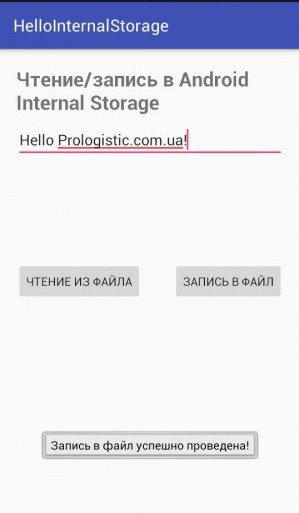 HelloInternalStorage
Чтение/запись в Android
Internal Storage
Hello Prologistic.com.ua!
ЧТЕНИЕ ИЗ ФАЙЛА
ЗАПИСЬ В ФАЙЛ
Запись в файл успешно проведена!